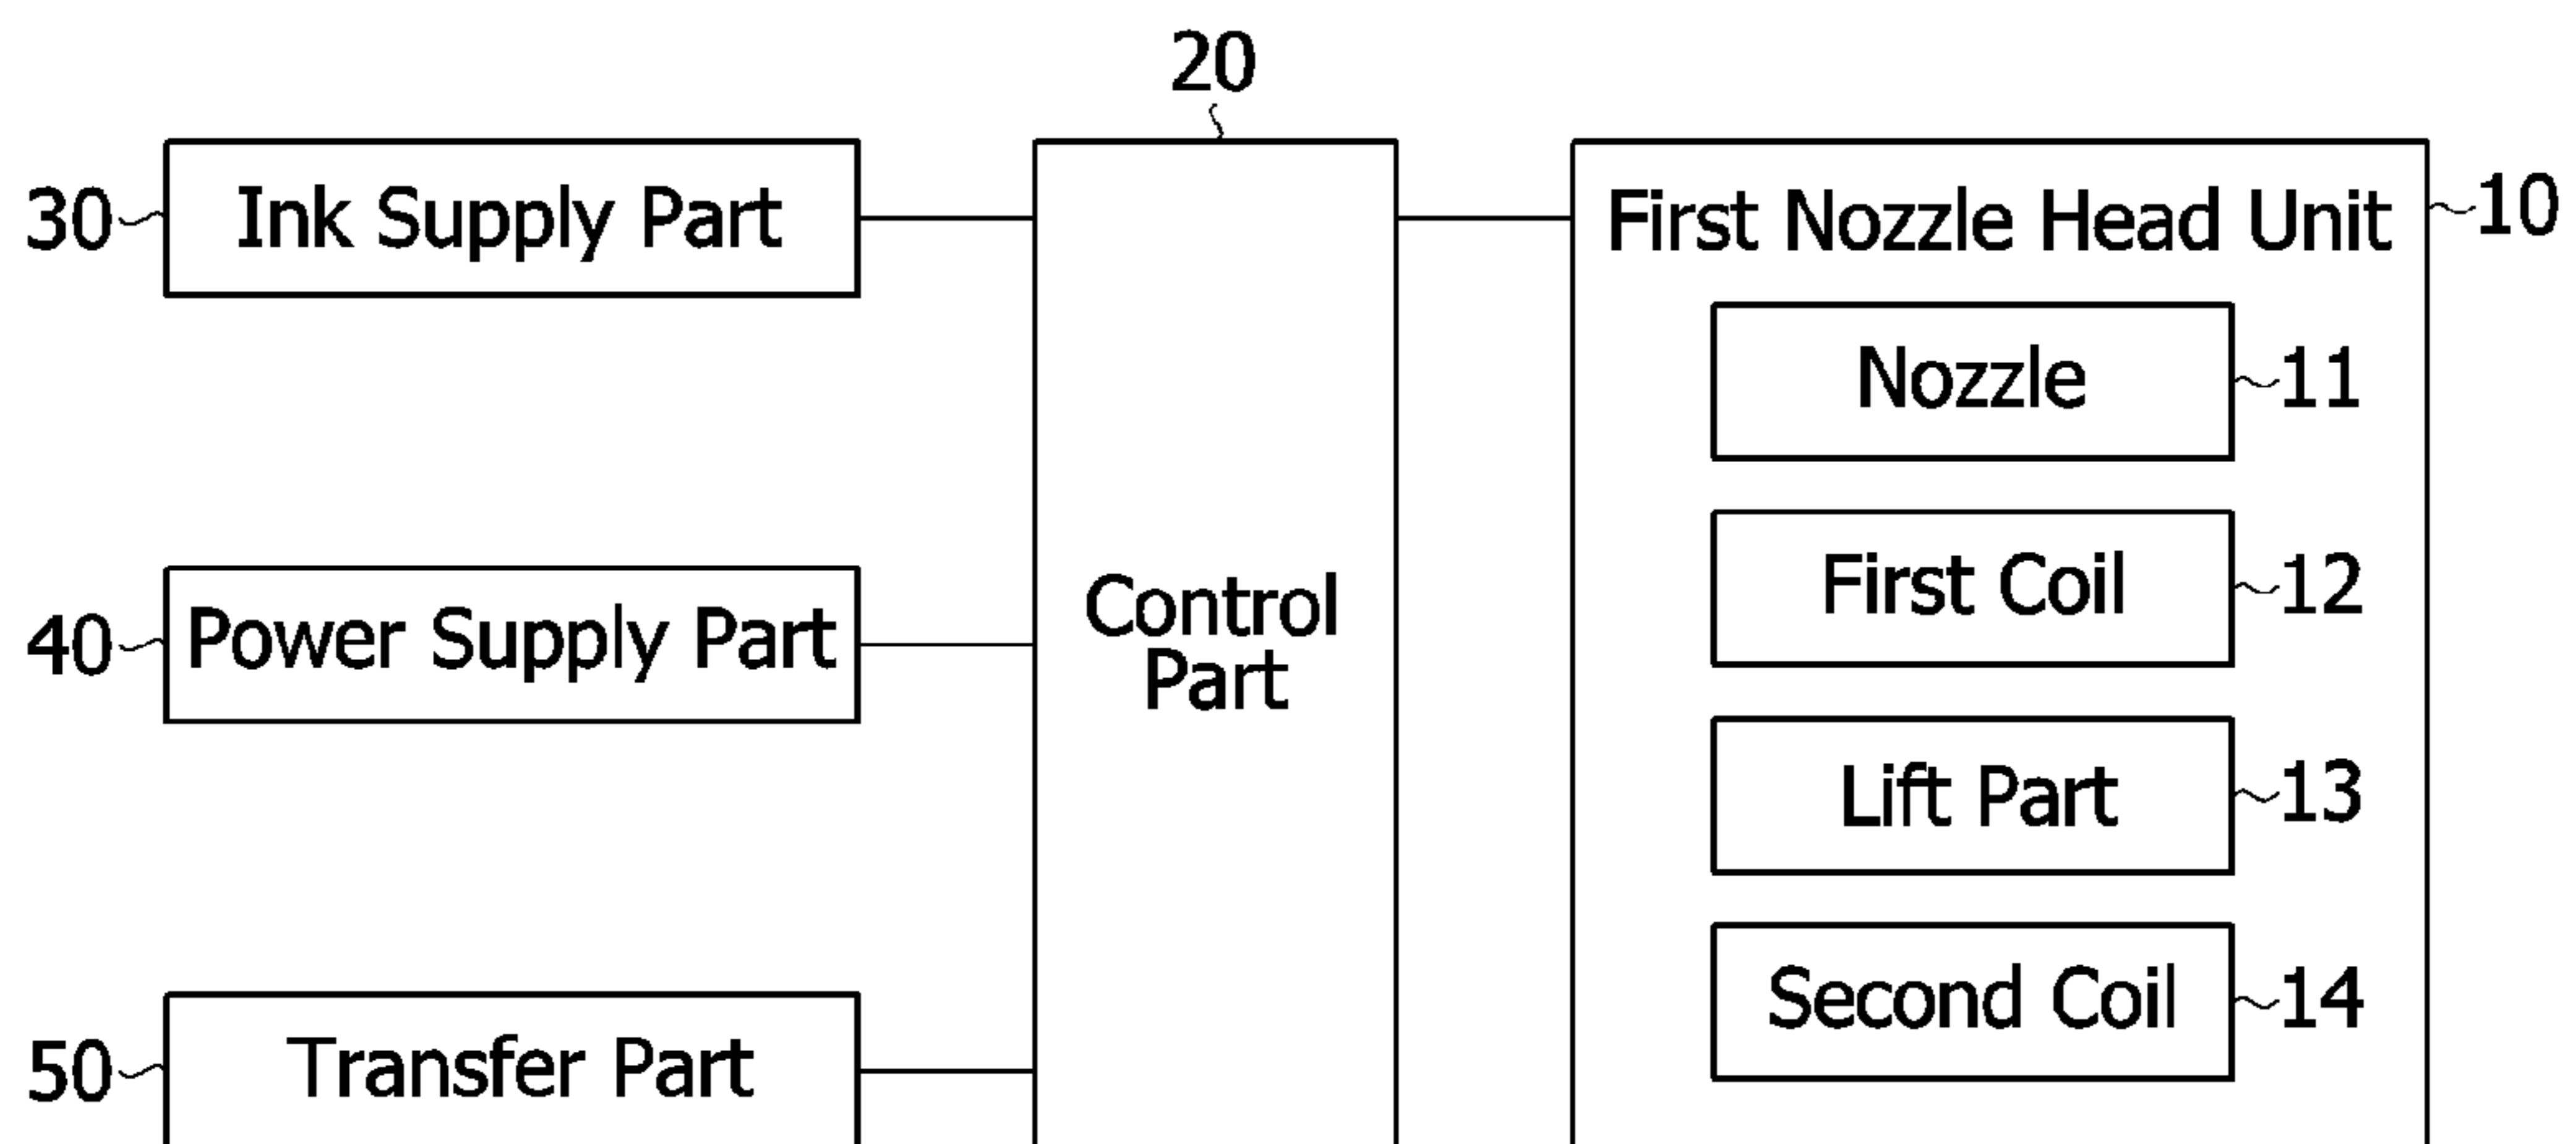 20
30 Ink Supply Part
First Nozzle Head Unit 10
Nozzle 11
First Coil 12
40 Power Supply Part
Control
Part
Lift Part 13
Second Coil 14
50 Transfer Part